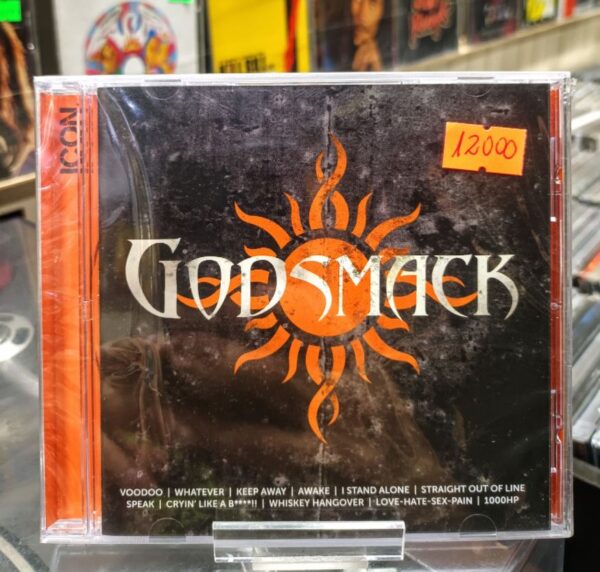 ICON
12000
GODSMACK
VOODOO | WHATEVER | KEEP AWAY | AWAKE | I STAND ALONE | STRAIGHT OUT OF LINE
SPEAK | CRYIN' LIKE A B****!! | WHISKEY HANGOVER | LOVE-HATE-SEX-PAIN | 1000HP